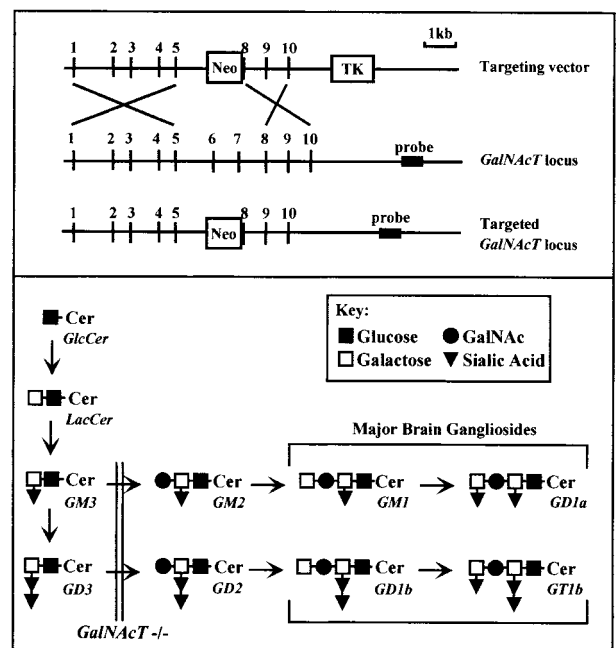 1 2 3 4 5 Neo 8 9 10 TK 1kb
Targeting vector
1 2 3 4 5 6 7 8 9 10 probe
GalNAcT locus
1 2 3 4 5 Neo 8 9 10 probe
Targeted
GalNAcT locus
Cer
GlcCer
Key:
Glucose GalNAc
Galactose Sialic Acid
Cer
LacCer
Major Brain Gangliosides
Cer Cer Cer Cer
GM3 GM2 GM1 GD1a
Cer Cer Cer Cer
GD3 GD2 GD1b GT1b
GalNAcT -/-